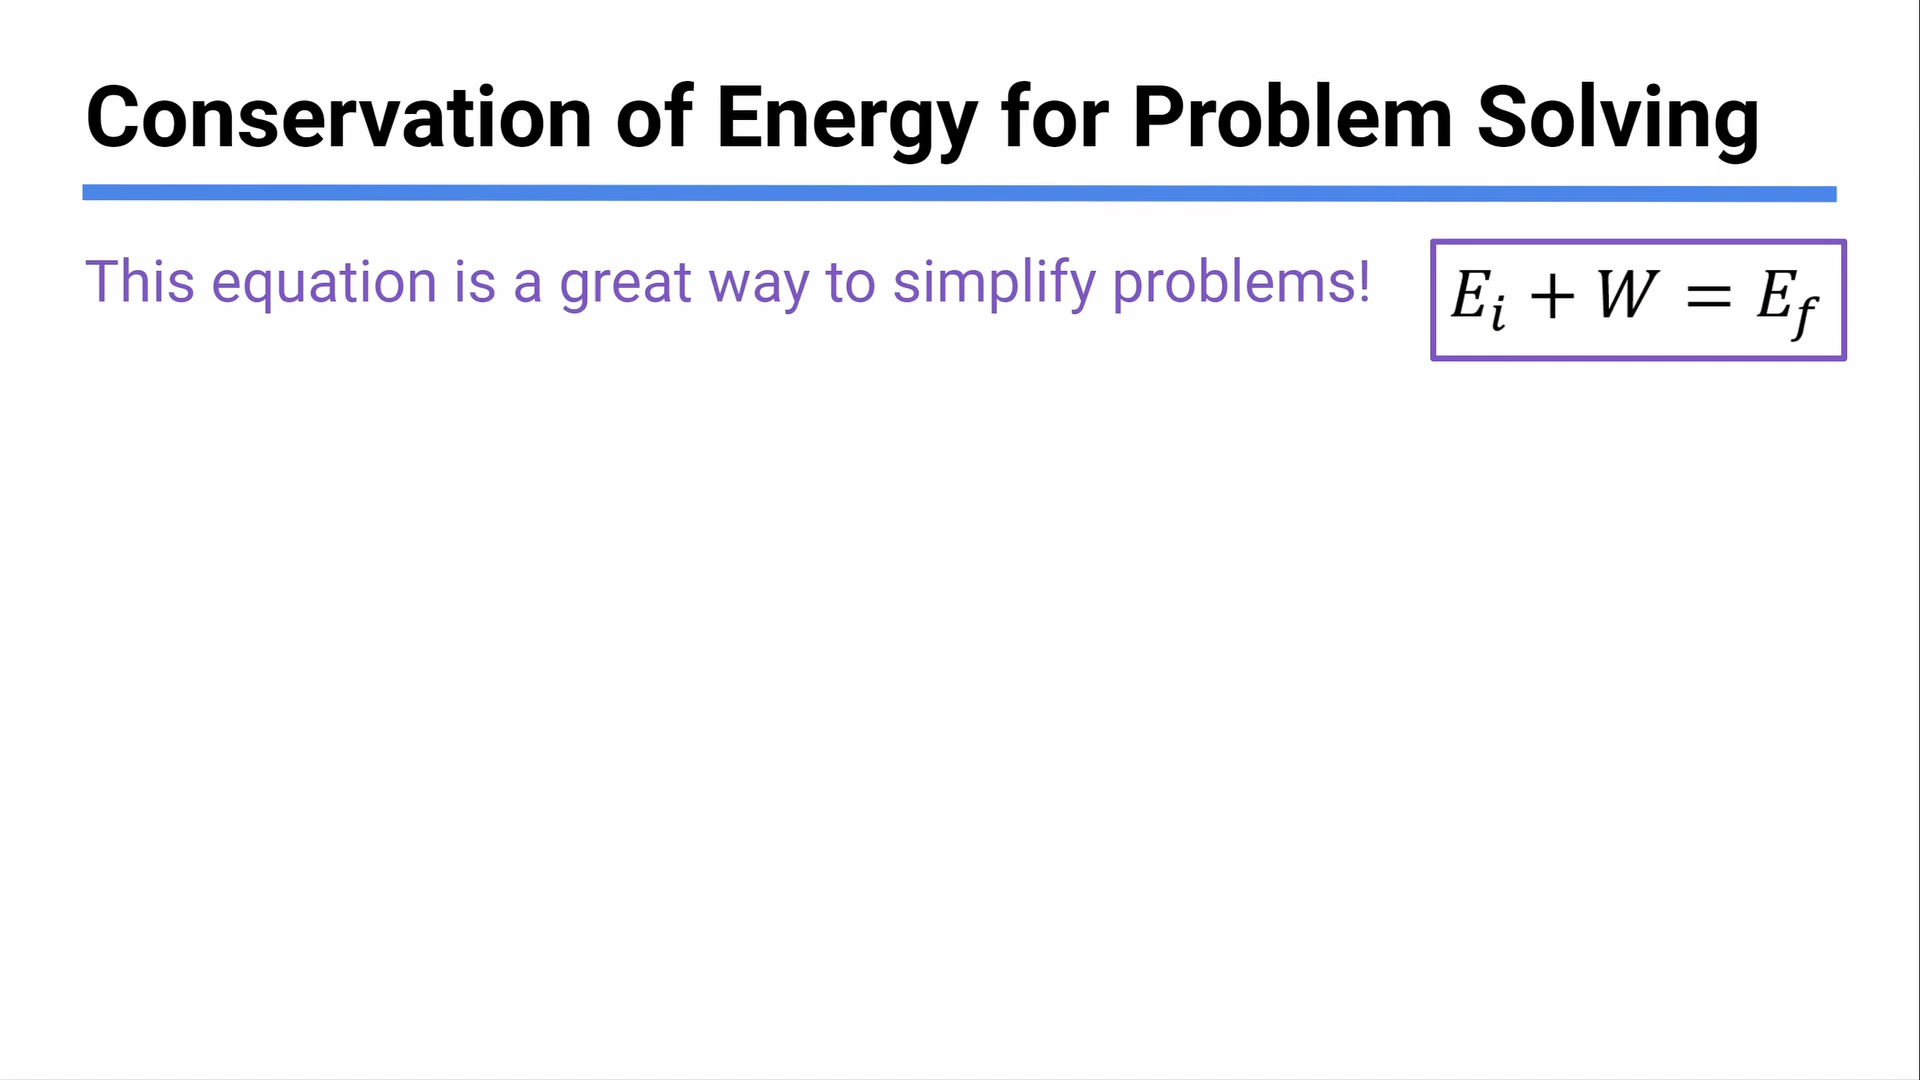 Conservation of Energy for Problem Solving
This equation is a great way to simplify problems!
$E_i + W = E_f$